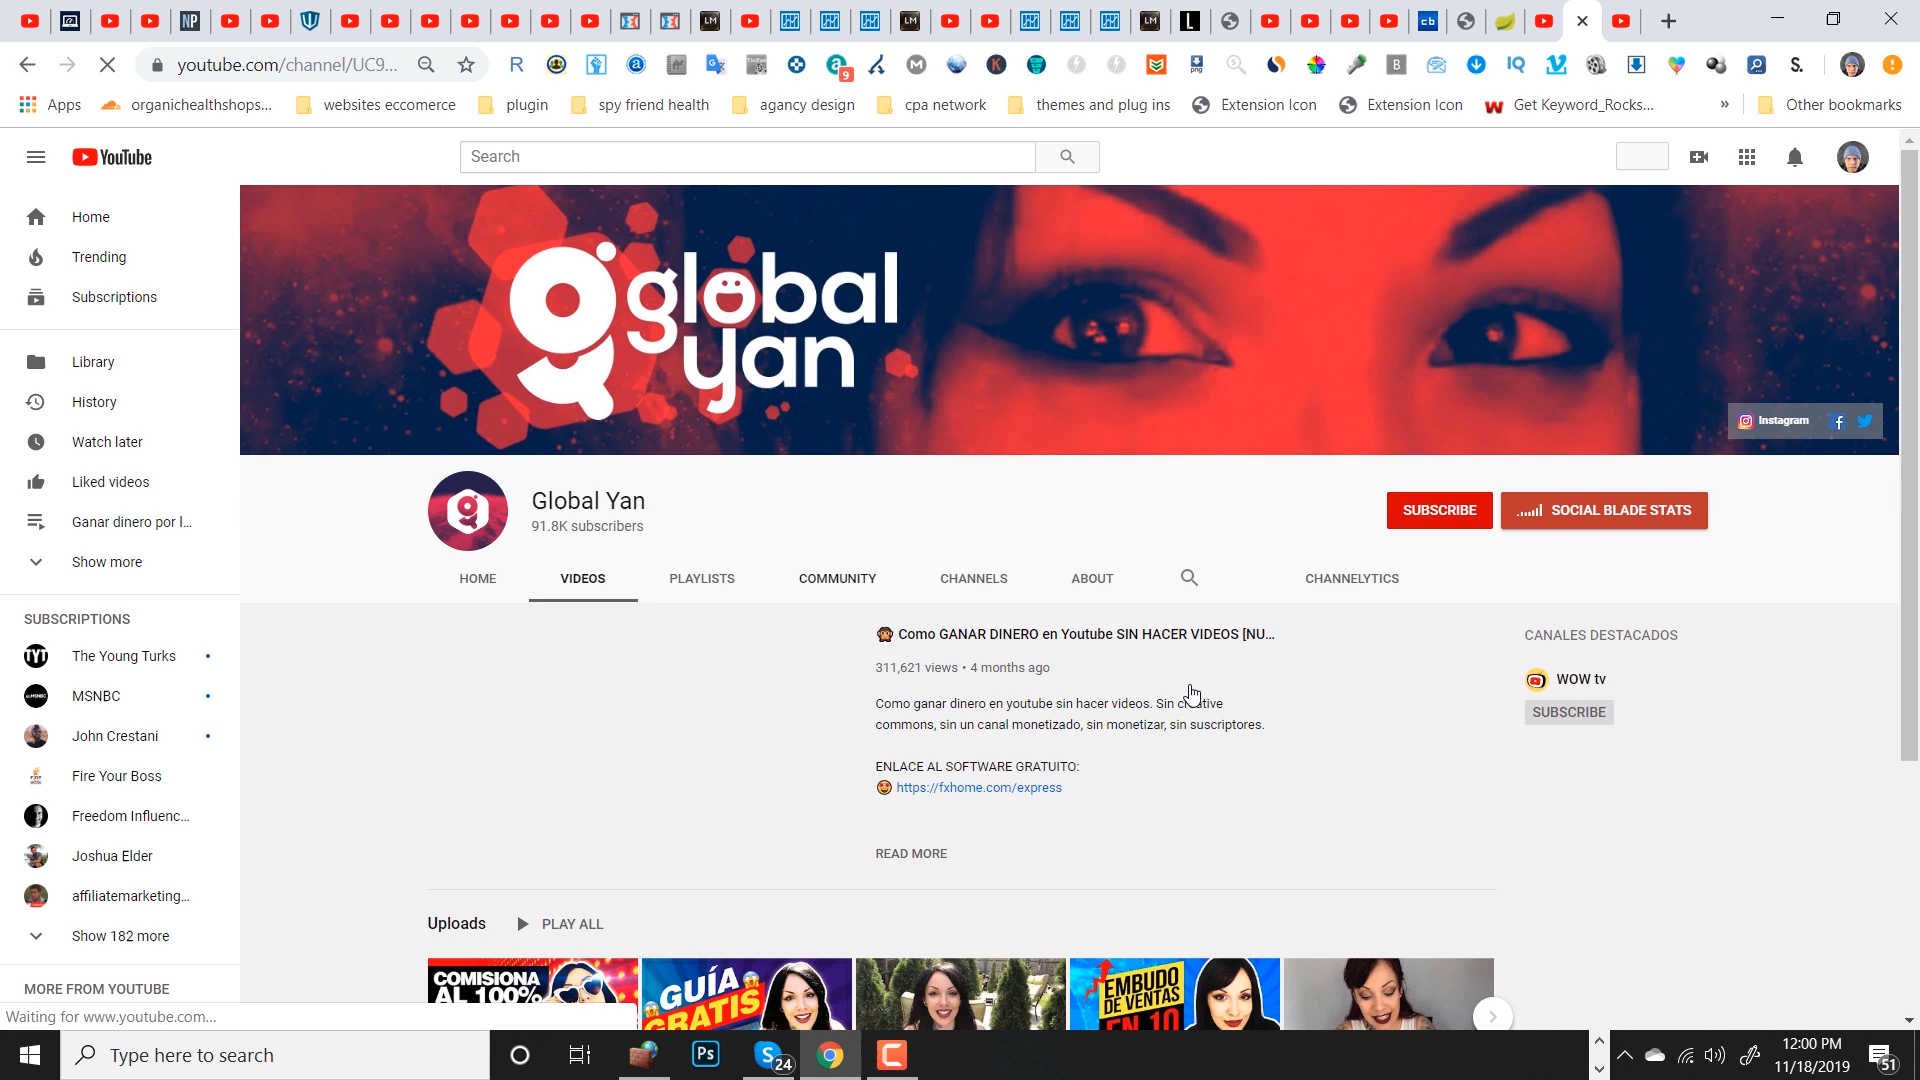 youtube.com/channel/UC9...
Apps
organichealthshops...
websites eccomerce
plugin
spy friend health
agancy design
cpa network
themes and plug ins
Extension Icon
Extension Icon
Get Keyword_Rocks...
»
Other bookmarks
YouTube
Search
Home
Trending
Subscriptions
Library
History
Watch later
Liked videos
Ganar dinero por l...
Show more
SUBSCRIPTIONS
The Young Turks
MSNBC
John Crestani
Fire Your Boss
Freedom Influenc...
Joshua Elder
affiliatemarketing...
Show 182 more
MORE FROM YOUTUBE
global
yan
Instagram
Global Yan
91.8K subscribers
SUBSCRIBE
SOCIAL BLADE STATS
HOME
VIDEOS
PLAYLISTS
COMMUNITY
CHANNELS
ABOUT
CHANNELYTICS
Como GANAR DINERO en Youtube SIN HACER VIDEOS [NU...
311,621 views • 4 months ago
Como ganar dinero en youtube sin hacer videos. Sin creative
commons, sin un canal monetizado, sin monetizar, sin suscriptores.
ENLACE AL SOFTWARE GRATUITO:
https://fxhome.com/express
READ MORE
CANALES DESTACADOS
WOW tv
SUBSCRIBE
Uploads
PLAY ALL
COMISIONA
AL 100%
GUÍA
GRATIS
EMBUDO
DE VENTAS
EN 10
Waiting for www.youtube.com...
Type here to search
Ps
24
12:00 PM
11/18/2019
51